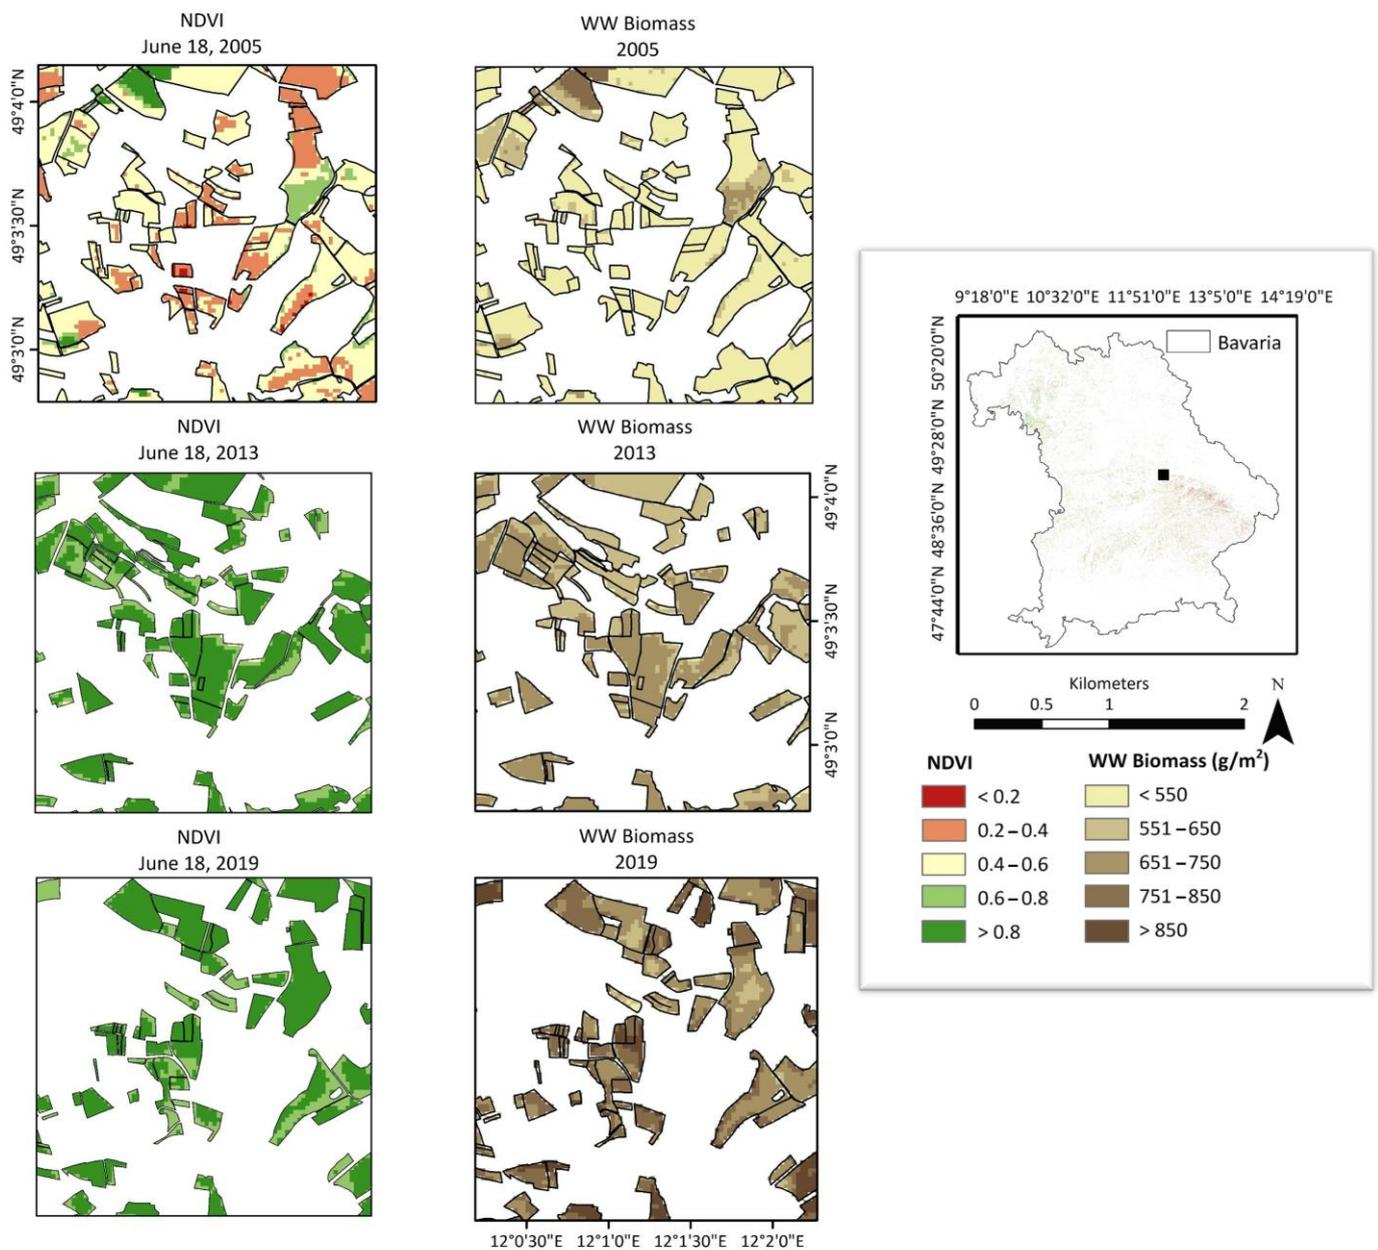 NDVI
June 18, 2005
WW Biomass
2005
49°4'0"N
49°3'30"N
49°3'0"N
NDVI
June 18, 2013
WW Biomass
2013
49°4'0"N
49°3'30"N
49°3'0"N
NDVI
June 18, 2019
WW Biomass
2019
12°0'30"E 12°1'0"E 12°1'30"E 12°2'0"E
9°18'0"E 10°32'0"E 11°51'0"E 13°5'0"E 14°19'0"E
50°20'0"N
49°28'0"N
48°36'0"N
47°44'0"N
Bavaria
Kilometers
0 0.5 1 2
N
NDVI
< 0.2
0.2–0.4
0.4–0.6
0.6–0.8
> 0.8
WW Biomass (g/m²)
< 550
551–650
651–750
751–850
> 850